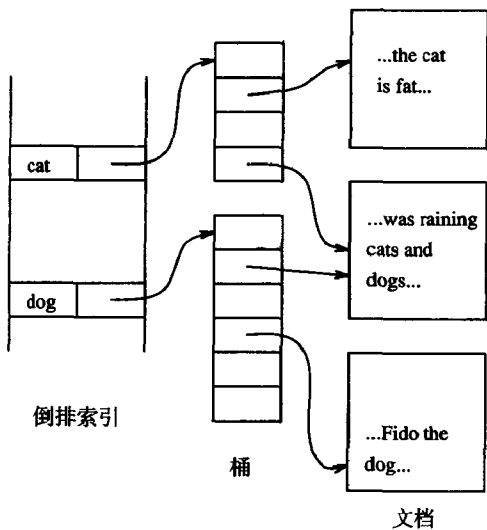 ...the cat
is fat...
cat
...was raining
cats and
dogs...
dog
...Fido the
dog...
倒排索引
桶
文档